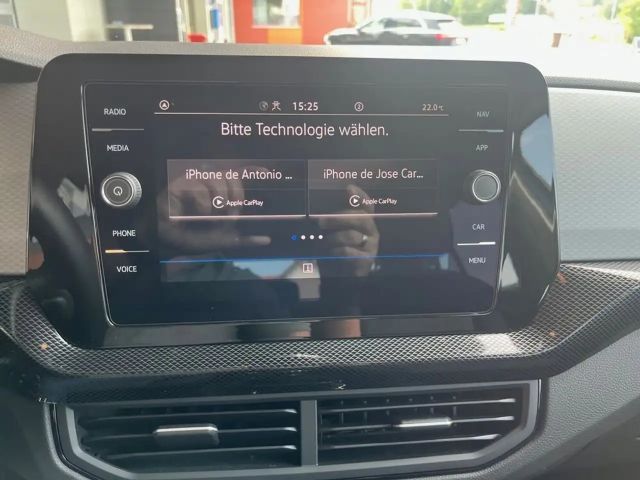 RADIO
MEDIA
PHONE
VOICE
15:25
2
22.0°C
Bitte Technologie wählen.
iPhone de Antonio ...
Apple CarPlay
iPhone de Jose Car...
Apple CarPlay
NAV
APP
CAR
MENU